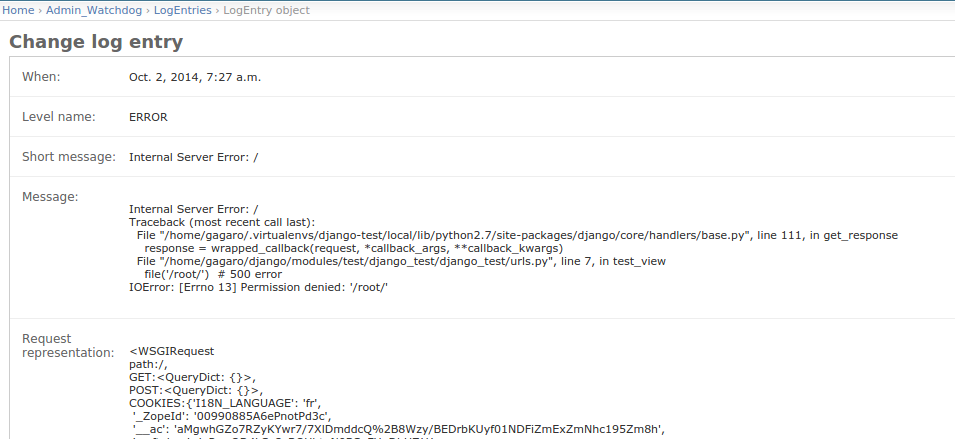 Home › Admin_Watchdog › LogEntries › LogEntry object
Change log entry
When: Oct. 2, 2014, 7:27 a.m.
Level name: ERROR
Short message: Internal Server Error: /
Message:
Internal Server Error: /
Traceback (most recent call last):
File "/home/gagaro/.virtualenvs/django-test/local/lib/python2.7/site-packages/django/core/handlers/base.py", line 111, in get_response
response = wrapped_callback(request, *callback_args, **callback_kwargs)
File "/home/gagaro/django/modules/test/django_test/django_test/urls.py", line 7, in test_view
file('/root/')  # 500 error
IOError: [Errno 13] Permission denied: '/root/'
Request
representation: <WSGIRequest
path:/,
GET:<QueryDict: {}>,
POST:<QueryDict: {}>,
COOKIES:{'I18N_LANGUAGE': 'fr',
'_ZopeId': '00990885A6ePnotPd3c',
'__ac': 'aMgwhGZo7RZyKYwr7/7XlDmddcQ%2B8Wzy/BEDrbKUyf01NDFiZmExZmNhc195Zm8h',